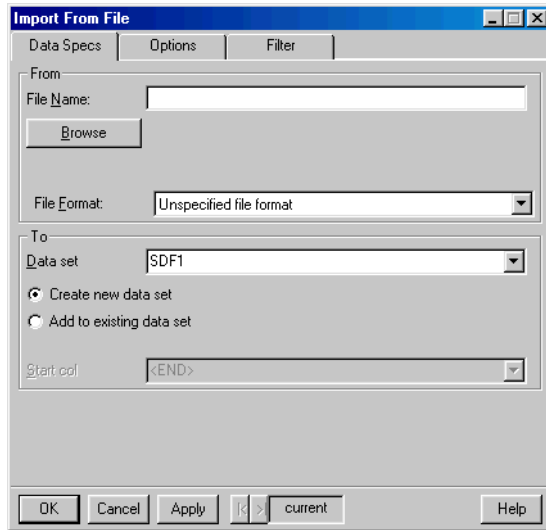 Import From File
Data Specs Options Filter
From
File Name:
Browse
File Format: Unspecified file format
To
Data set SDF1
Create new data set
Add to existing data set
Start col <END>
OK Cancel Apply |< > current Help